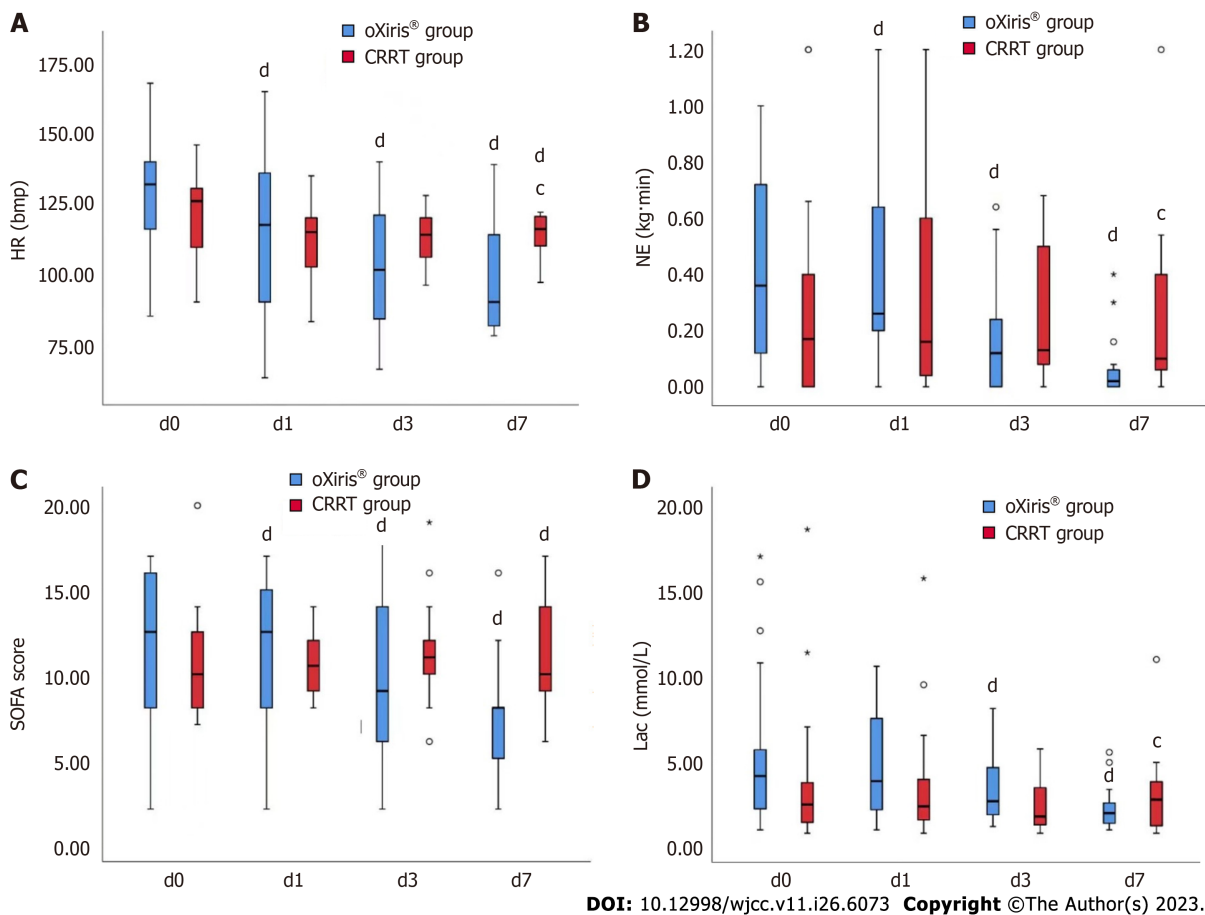 A
oXiris® group
CRRT group
175.00
150.00
125.00
100.00
75.00
HR (bmp)
d
d
d
d
c
d0
d1
d3
d7
B
oXiris® group
CRRT group
1.20
1.00
0.80
0.60
0.40
0.20
0.00
NE (kg·min)
d
d
d
c
*
*
*
d0
d1
d3
d7
C
oXiris® group
CRRT group
20.00
15.00
10.00
5.00
0.00
SOFA score
d
d
*
d
d
d0
d1
d3
d7
D
oXiris® group
CRRT group
20.00
15.00
10.00
5.00
0.00
Lac (mmol/L)
*
*
*
*
d
d
c
d0
d1
d3
d7
DOI: 10.12998/wjcc.v11.i26.6073 Copyright ©The Author(s) 2023.